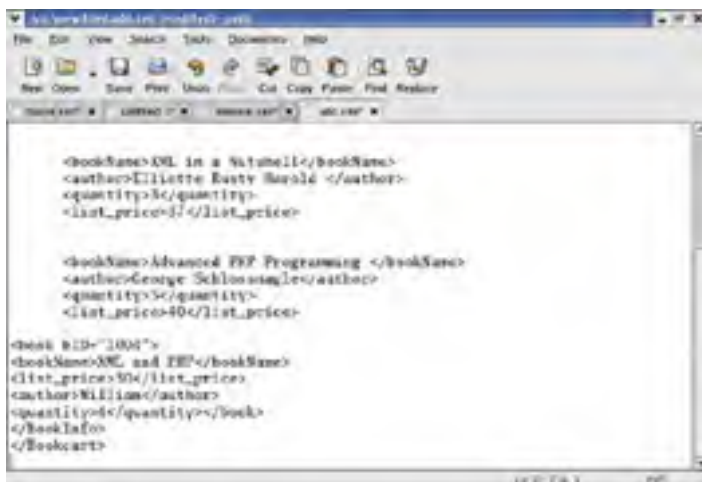 File Edit View Search Tools Documents Help
New Open Save Print Undo Cut Copy Paste Find Replace
<bookName>XML in a Nutshell</bookName>
<author>Elliotte Rusty Harold </author>
<quantity>5</quantity>
<list_price>37</list_price>
<bookName>Advanced PHP Programming </bookName>
<author>George Schlossnagle</author>
<quantity>5</quantity>
<list_price>40</list_price>
<book bID="1004">
<bookName>XML and PHP</bookName>
<list_price>50</list_price>
<author>William</author>
<quantity>4</quantity></book>
</BookInfo>
</Bookcart>